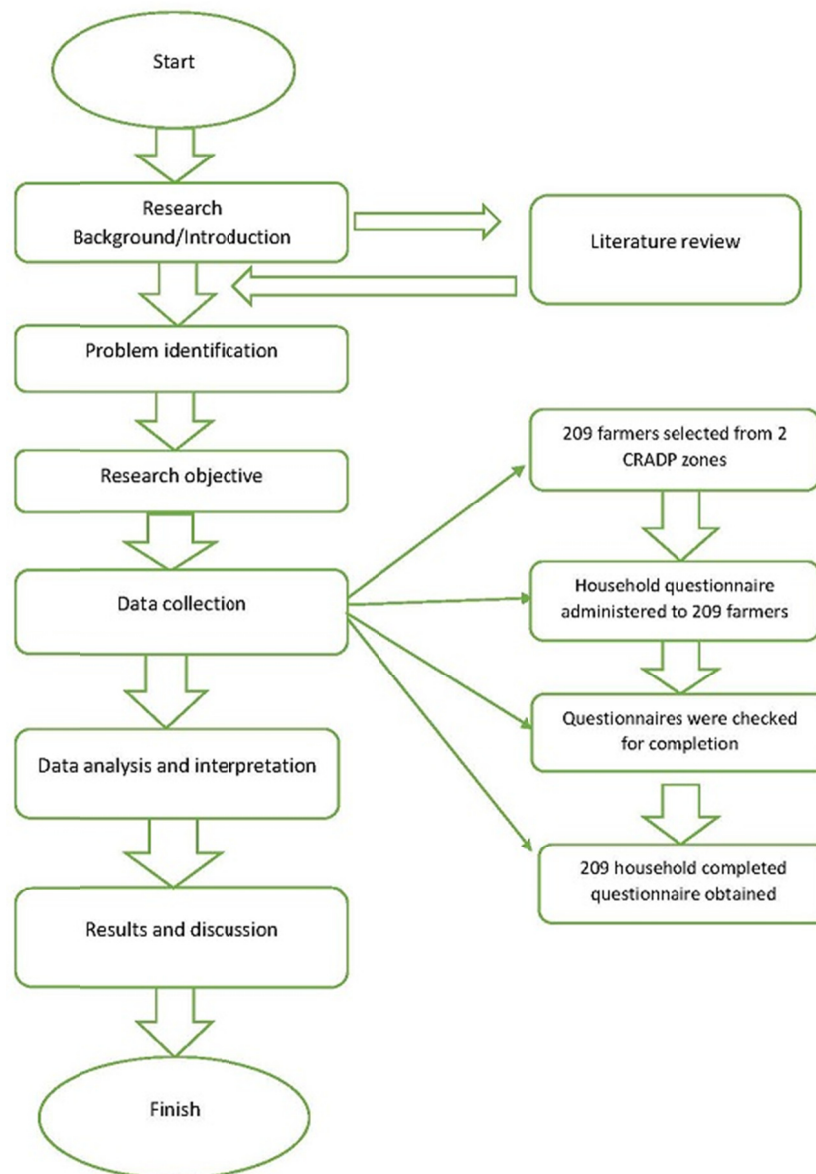 Start
Research
Background/Introduction
Literature review
Problem identification
Research objective
Data collection
209 farmers selected from 2
CRADP zones
Household questionnaire
administered to 209 farmers
Questionnaires were checked
for completion
209 household completed
questionnaire obtained
Data analysis and interpretation
Results and discussion
Finish